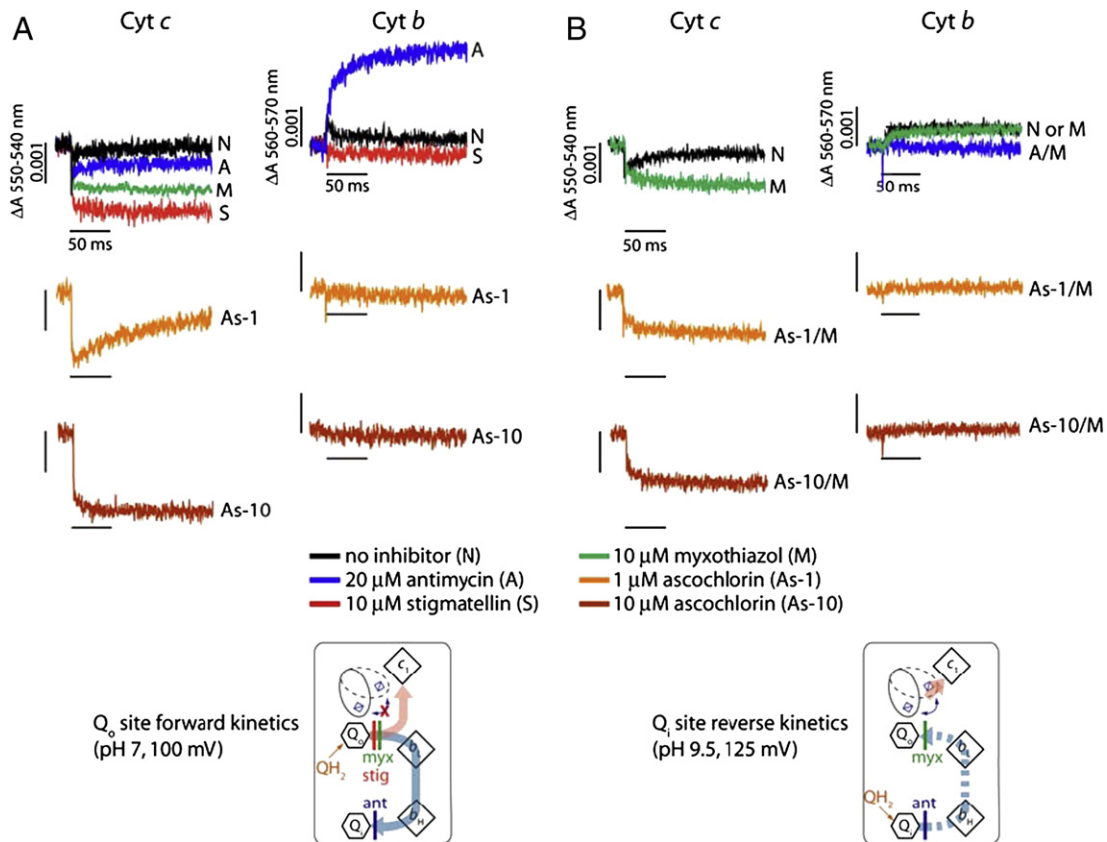 A
Cyt c
Cyt b
B
Cyt c
Cyt b
ΔA 550-540 nm
0.001
N
A
M
S
50 ms
ΔA 560-570 nm
0.001
A
N
S
50 ms
ΔA 550-540 nm
0.001
N
M
50 ms
ΔA 560-570 nm
0.001
N or M
A/M
50 ms
As-1
As-1
As-1/M
As-1/M
As-10
As-10
As-10/M
As-10/M
no inhibitor (N)
20 μM antimycin (A)
10 μM stigmatellin (S)
10 μM myxothiazol (M)
1 μM ascochlorin (As-1)
10 μM ascochlorin (As-10)
Qo site forward kinetics
(pH 7, 100 mV)
c1
X
Qo
myx
stig
QH2
ant
Qi
bH
Qi site reverse kinetics
(pH 9.5, 125 mV)
c1
Qo
myx
QH2
ant
Qi
bH